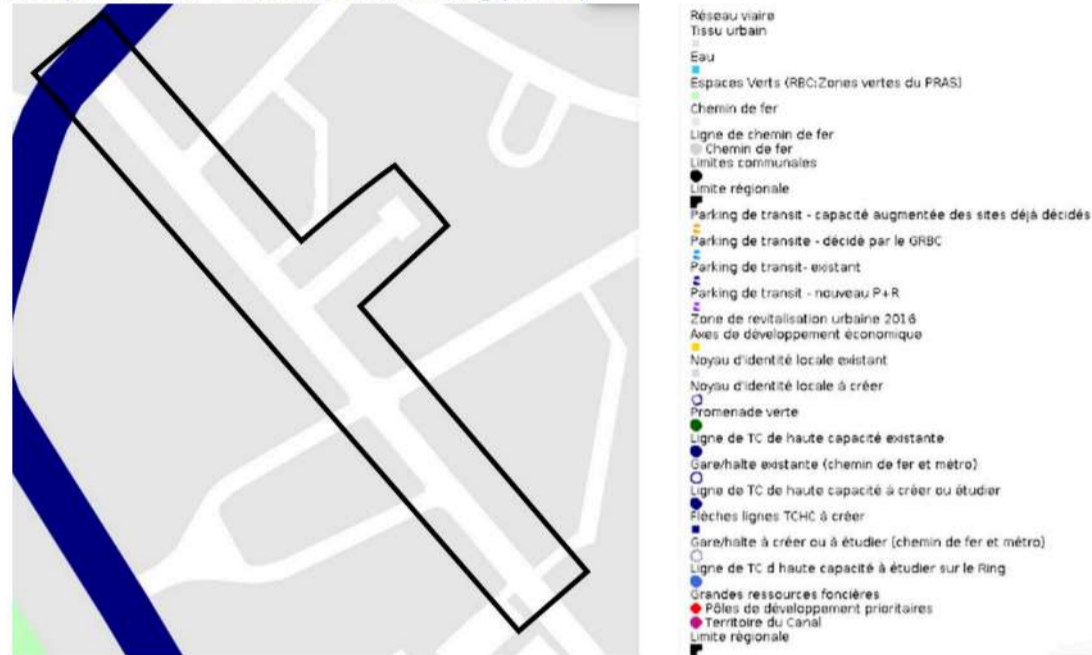 Réseau viaire
Tissu urbain
Eau
Espaces Verts (RBC:Zones vertes du PRAS)
Chemin de fer
Ligne de chemin de fer
Chemin de fer
Limites communales
Limite régionale
Parking de transit - capacité augmentée des sites déjà décidés
Parking de transite - décidé par le GRBC
Parking de transit- existant
Parking de transit - nouveau P+R
Zone de revitalisation urbaine 2016
Axes de développement économique
Noyau d'identité locale existant
Noyau d'identité locale à créer
Promenade verte
Ligne de TC de haute capacité existante
Gare/halte existante (chemin de fer et métro)
Ligne de TC de haute capacité à créer ou étudier
Flèches lignes TCHC à créer
Gare/halte à créer ou à étudier (chemin de fer et métro)
Ligne de TC d haute capacité à étudier sur le Ring
Grandes ressources foncières
Pôles de développement prioritaires
Territoire du Canal
Limite régionale